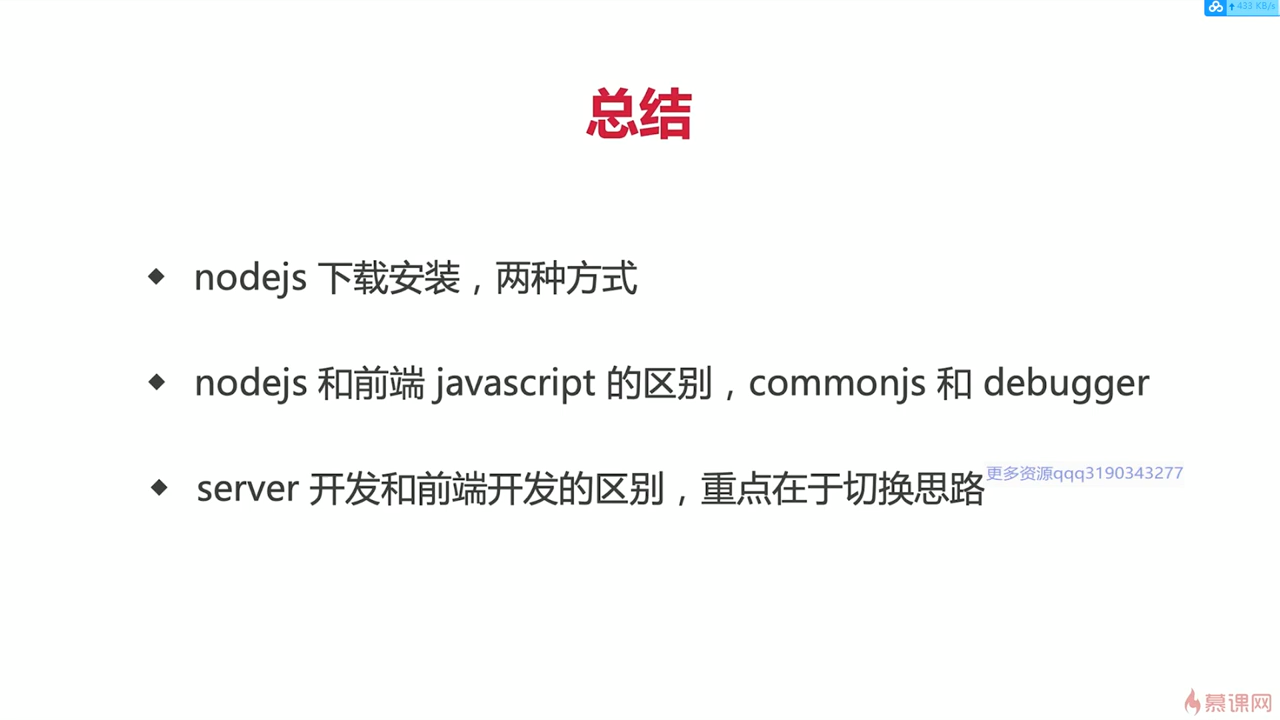 433 KB/s
总结
nodejs 下载安装，两种方式
nodejs 和前端 javascript 的区别，commonjs 和 debugger
server 开发和前端开发的区别，重点在于切换思路
更多资源qqq3190343277
慕课网